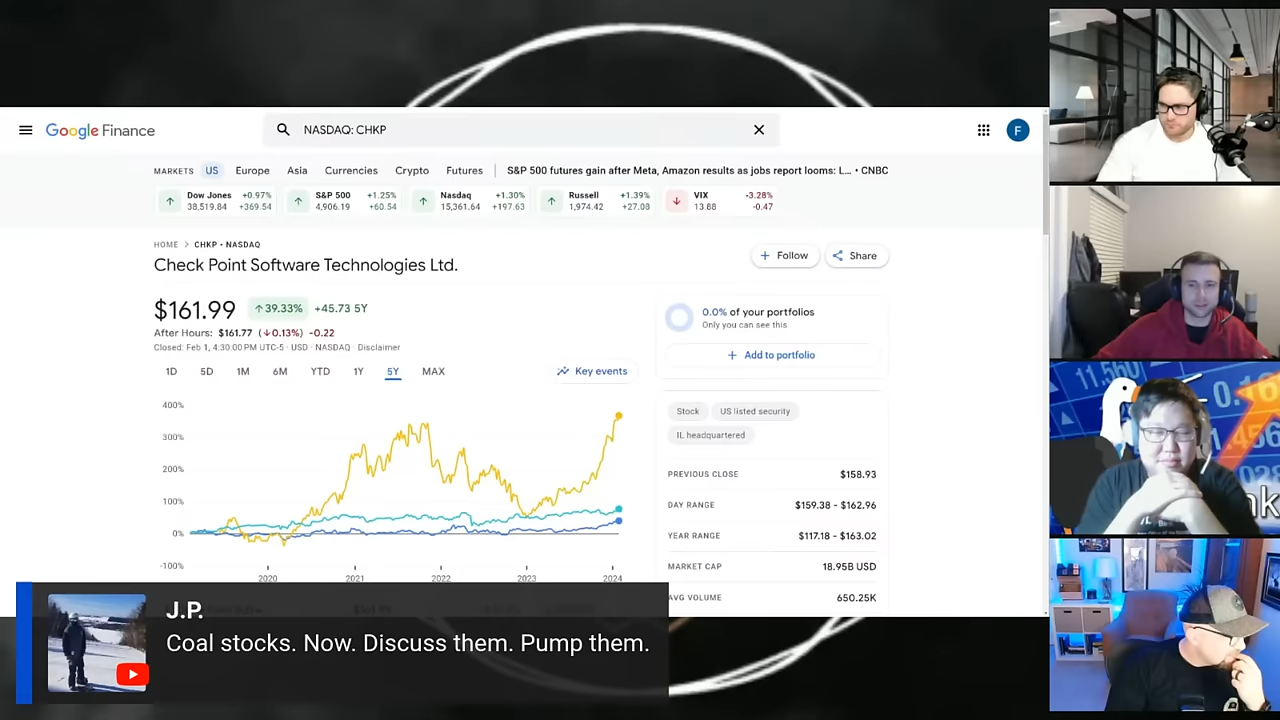 Google Finance
NASDAQ: CHKP
MARKETS US Europe Asia Currencies Crypto Futures S&P 500 futures gain after Meta, Amazon results as jobs report looms: L... • CNBC
Dow Jones +0.97%
38,519.84 +369.54
S&P 500 +1.25%
4,906.19 +60.54
Nasdaq +1.30%
15,361.64 +197.63
Russell +1.39%
1,974.42 +27.08
VIX -3.28%
13.88 -0.47
HOME > CHKP • NASDAQ
F
Check Point Software Technologies Ltd.
+ Follow
Share
$161.99 ↑39.33% +45.73 5Y
After Hours: $161.77 (↓0.13%) -0.22
Closed: Feb 1, 4:30:00 PM UTC-5 · USD · NASDAQ · Disclaimer
1D 5D 1M 6M YTD 1Y 5Y MAX
Key events
400%
300%
200%
100%
0%
-100%
2020 2021 2022 2023 2024
0.0% of your portfolios
Only you can see this
+ Add to portfolio
Stock US listed security
IL headquartered
PREVIOUS CLOSE $158.93
DAY RANGE $159.38 - $162.96
YEAR RANGE $117.18 - $163.02
MARKET CAP 18.95B USD
AVG VOLUME 650.25K
J.P.
Coal stocks. Now. Discuss them. Pump them.
11.560
0.16